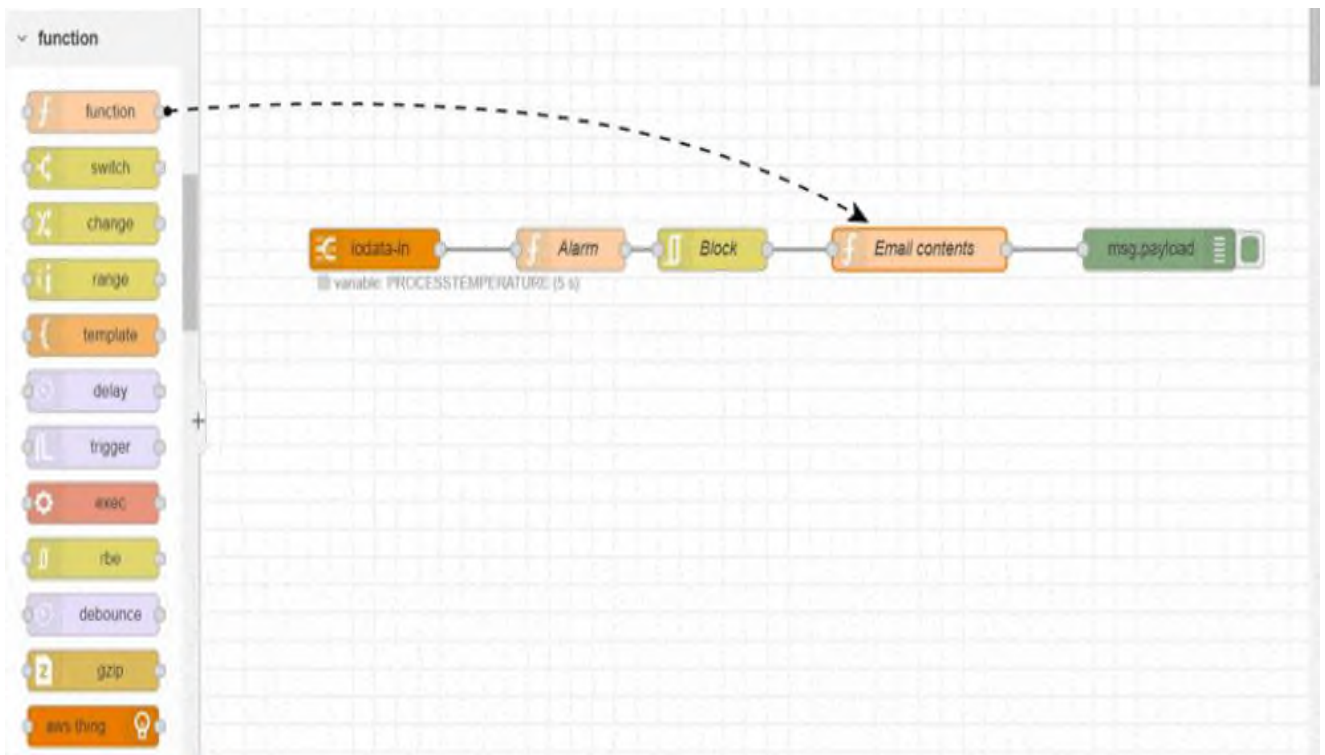 function
function
switch
change
range
template
delay
trigger
exec
rbe
debounce
gzip
aws thing
iodata-in
variable: PROCESSTEMPERATURE (5 s)
Alarm
Block
Email contents
msg.payload